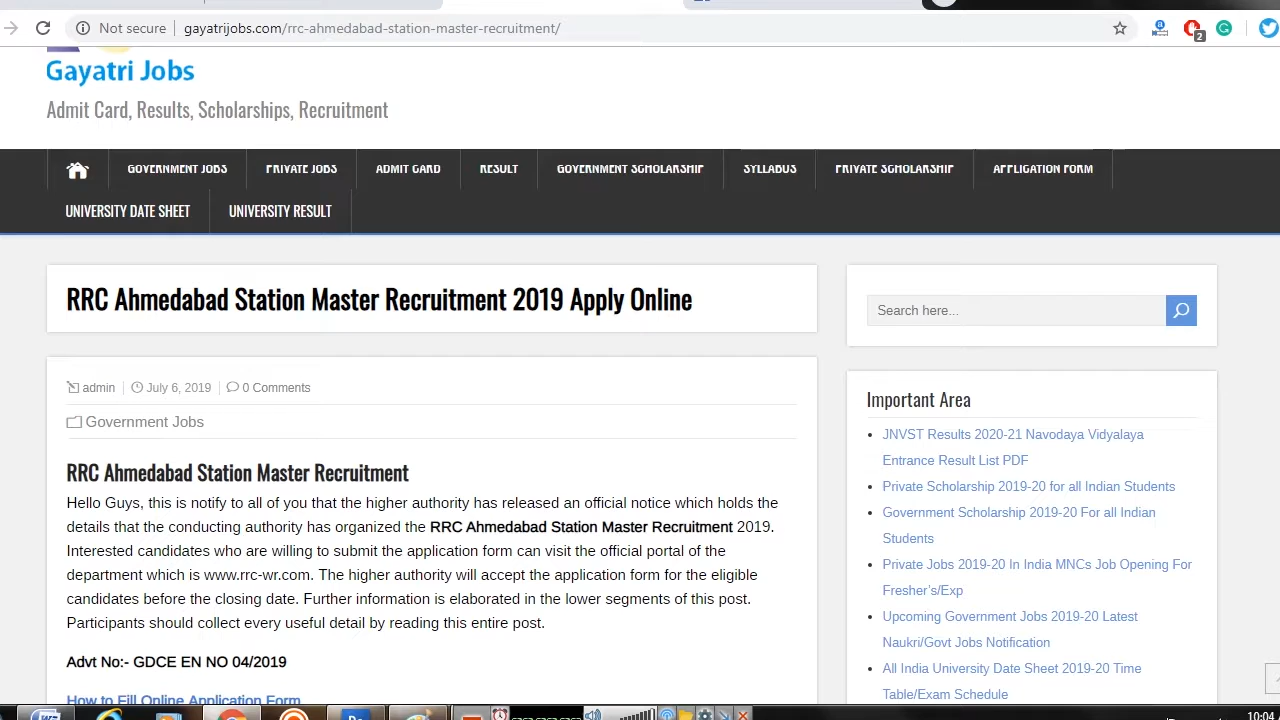 Not secure
gayatrijobs.com/rrc-ahmedabad-station-master-recruitment/
2
Gayatri Jobs
Admit Card, Results, Scholarships, Recruitment
GOVERNMENT JOBS PRIVATE JOBS ADMIT CARD RESULT GOVERNMENT SCHOLARSHIP SYLLABUS PRIVATE SCHOLARSHIP APPLICATION FORM
UNIVERSITY DATE SHEET UNIVERSITY RESULT
RRC Ahmedabad Station Master Recruitment 2019 Apply Online
admin July 6, 2019 0 Comments
Government Jobs
RRC Ahmedabad Station Master Recruitment
Hello Guys, this is notify to all of you that the higher authority has released an official notice which holds the
details that the conducting authority has organized the RRC Ahmedabad Station Master Recruitment 2019.
Interested candidates who are willing to submit the application form can visit the official portal of the
department which is www.rrc-wr.com. The higher authority will accept the application form for the eligible
candidates before the closing date. Further information is elaborated in the lower segments of this post.
Participants should collect every useful detail by reading this entire post.
Advt No:- GDCE EN NO 04/2019
How to Fill Online Application Form
Search here...
Important Area
JNVST Results 2020-21 Navodaya Vidyalaya
Entrance Result List PDF
Private Scholarship 2019-20 for all Indian Students
Government Scholarship 2019-20 For all Indian
Students
Private Jobs 2019-20 In India MNCs Job Opening For
Fresher's/Exp
Upcoming Government Jobs 2019-20 Latest
Naukri/Govt Jobs Notification
All India University Date Sheet 2019-20 Time
Table/Exam Schedule
10:04